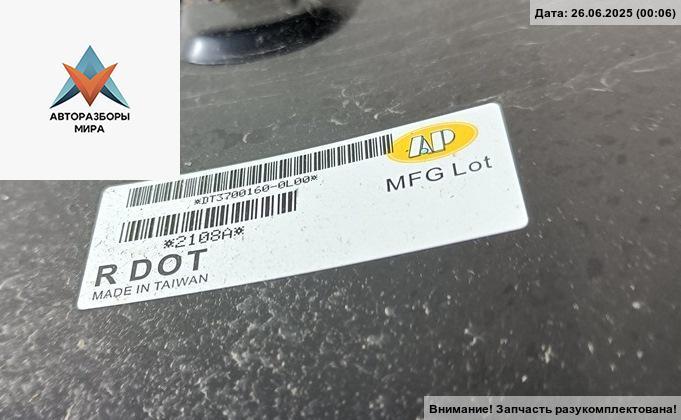 Дата: 26.06.2025 (00:06)
АВТОРАЗБОРЫ
МИРА
AP
*DT3700160-0L00*
MFG Lot
*2108A*
R DOT
MADE IN TAIWAN
Внимание! Запчасть разукомплектована!